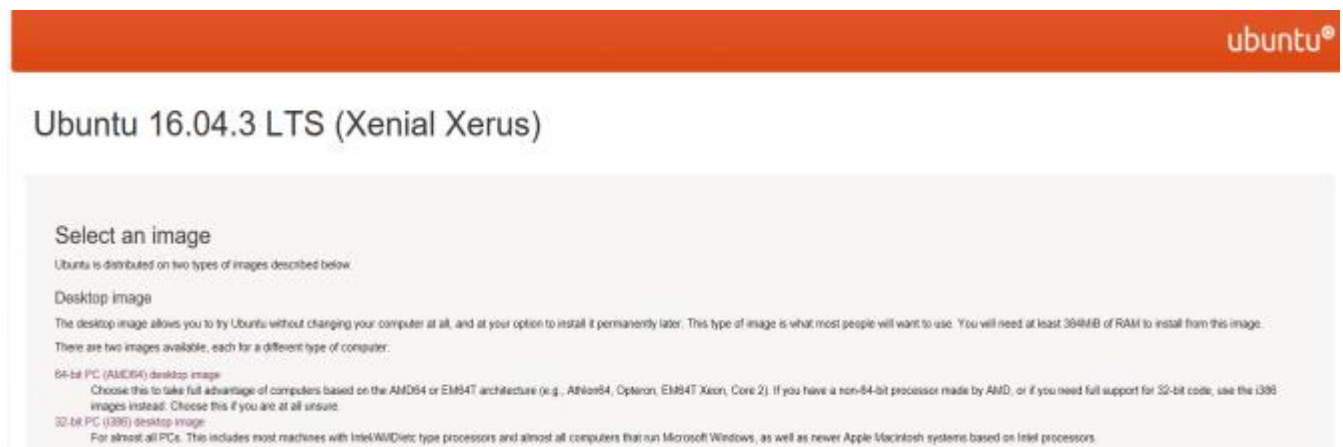 ubuntu®
Ubuntu 16.04.3 LTS (Xenial Xerus)
Select an image
Ubuntu is distributed on two types of images described below.
Desktop image
The desktop image allows you to try Ubuntu without changing your computer at all, and at your option to install it permanently later. This type of image is what most people will want to use. You will need at least 384MiB of RAM to install from this image.
There are two images available, each for a different type of computer:
64-bit PC (AMD64) desktop image
Choose this to take full advantage of computers based on the AMD64 or EM64T architecture (e.g., Athlon64, Opteron, EM64T Xeon, Core 2). If you have a non-64-bit processor made by AMD, or if you need full support for 32-bit code, use the i386
images instead. Choose this if you are at all unsure.
32-bit PC (i386) desktop image
For almost all PCs. This includes most machines with Intel/AMD/etc type processors and almost all computers that run Microsoft Windows, as well as newer Apple Macintosh systems based on Intel processors.